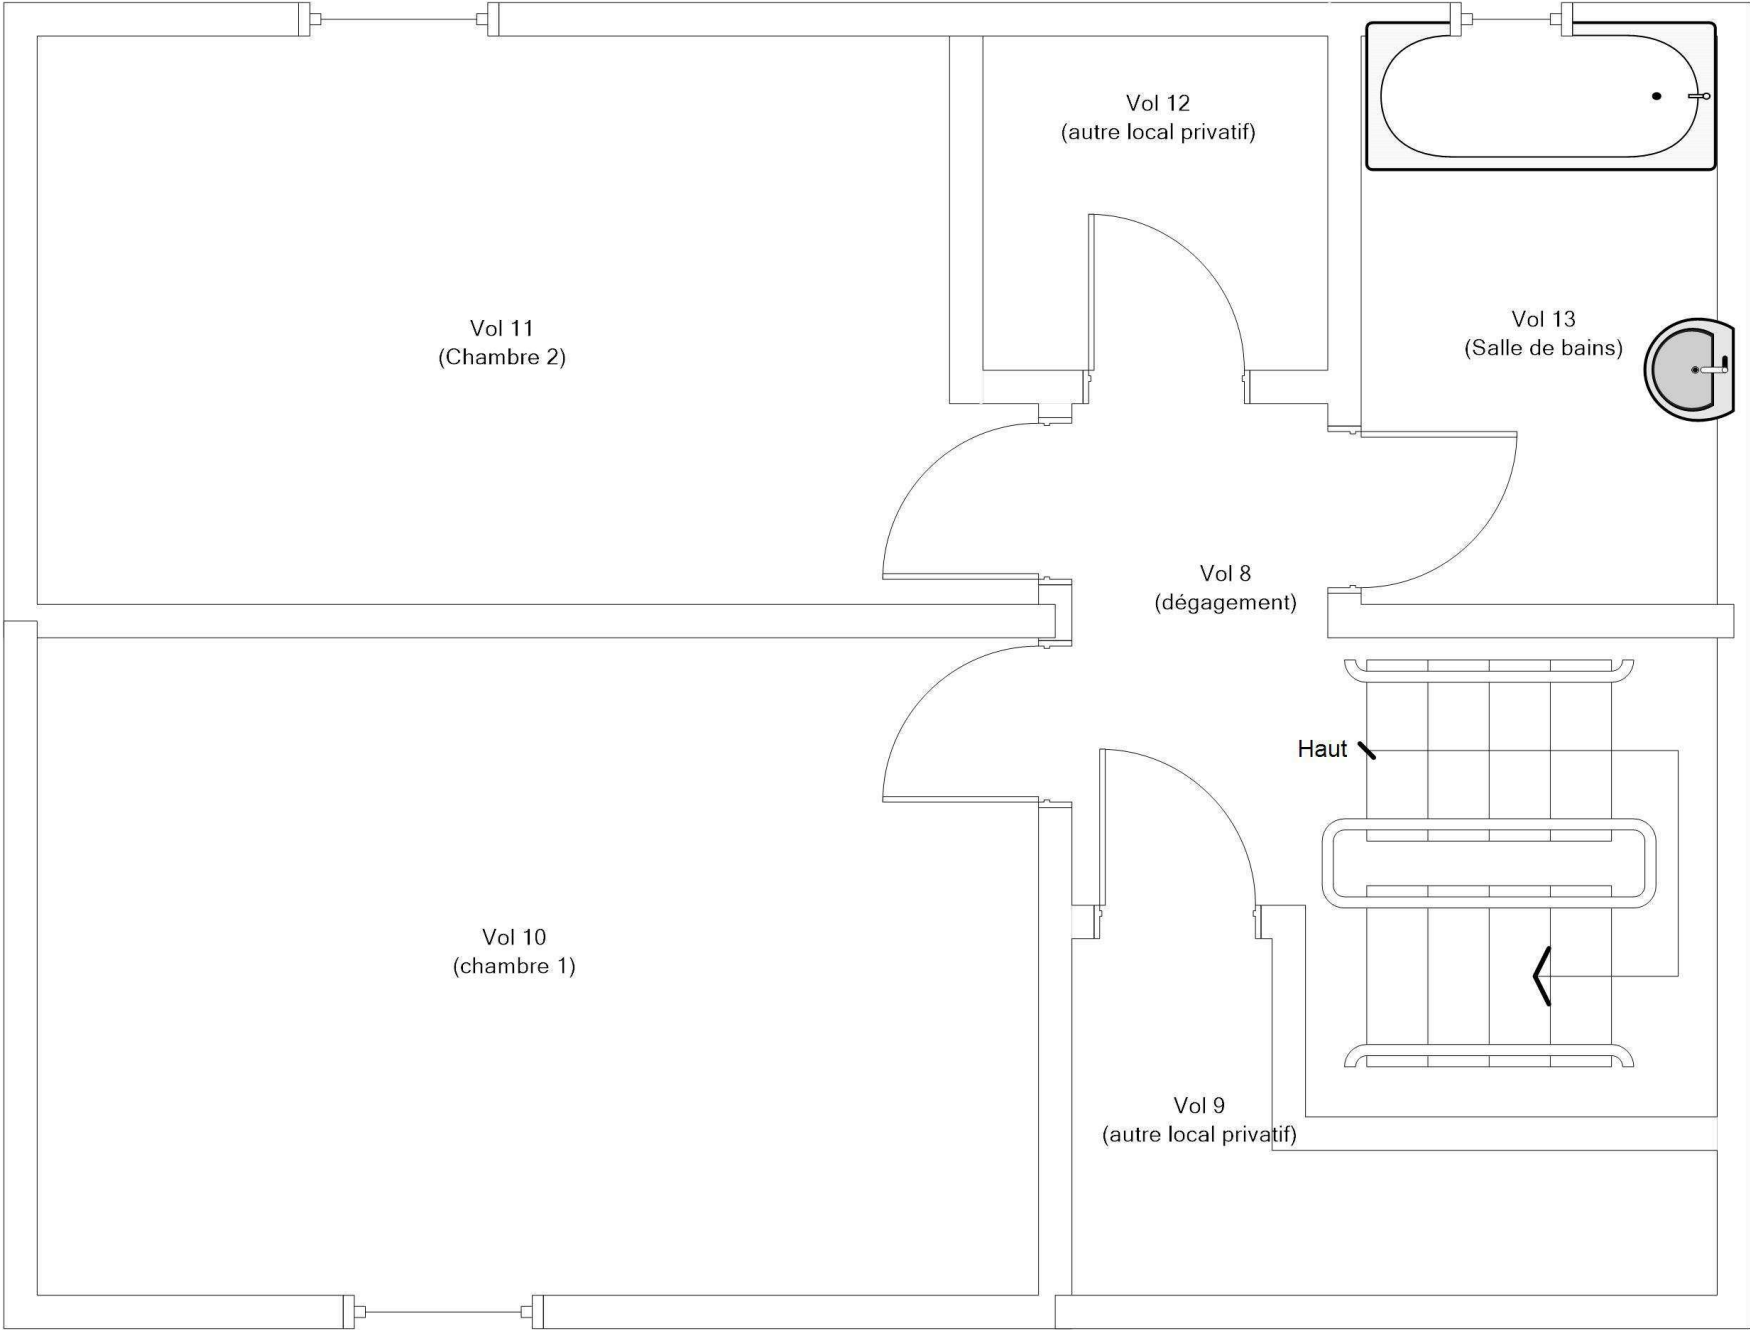 Vol 12
(autre local privatif)
Vol 11
(Chambre 2)
Vol 13
(Salle de bains)
Vol 8
(dégagement)
Haut
Vol 10
(chambre 1)
Vol 9
(autre local privatif)